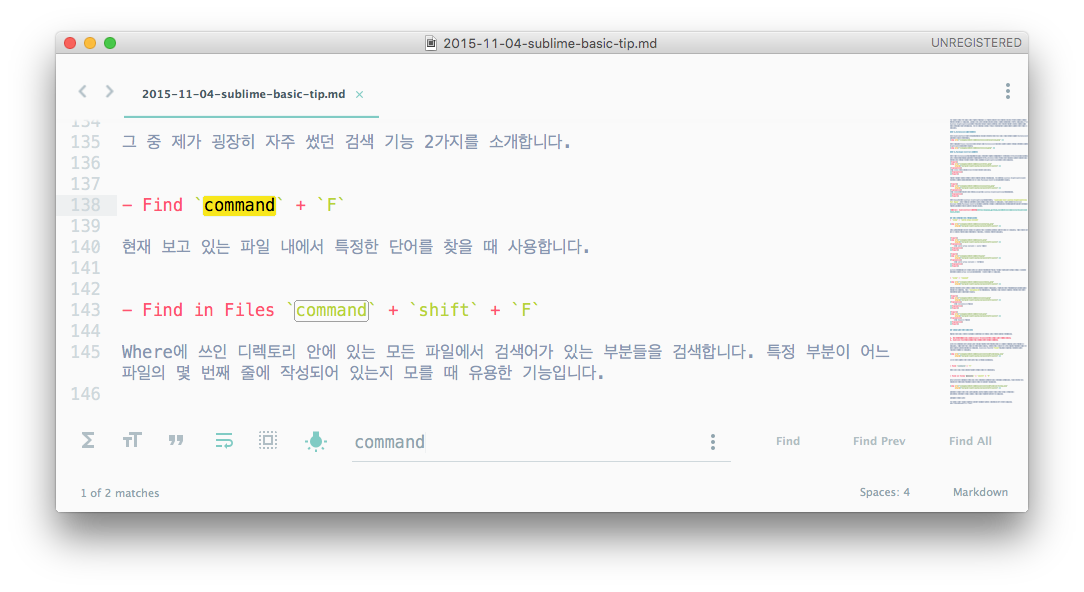 2015-11-04-sublime-basic-tip.md
UNREGISTERED
2015-11-04-sublime-basic-tip.md ×
134
135 그 중 제가 굉장히 자주 썼던 검색 기능 2가지를 소개합니다.
136
137
138 - Find `command` + `F`
139
140 현재 보고 있는 파일 내에서 특정한 단어를 찾을 때 사용합니다.
141
142
143 - Find in Files `command` + `shift` + `F`
144
145 Where에 쓰인 디렉토리 안에 있는 모든 파일에서 검색어가 있는 부분들을 검색합니다. 특정 부분이 어느
파일의 몇 번째 줄에 작성되어 있는지 모를 때 유용한 기능입니다.
146
command Find Find Prev Find All
1 of 2 matches Spaces: 4 Markdown